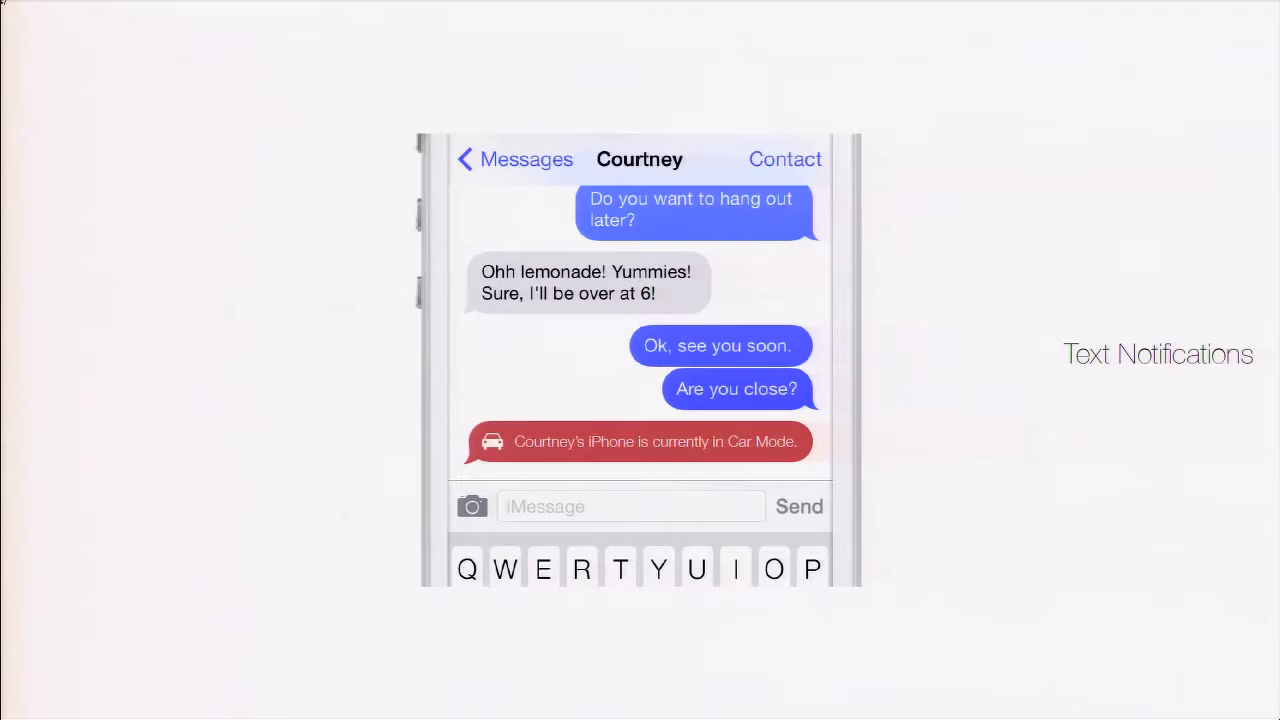 Messages
Courtney
Contact
Do you want to hang out
later?
Ohh lemonade! Yummies!
Sure, I'll be over at 6!
Ok, see you soon.
Are you close?
Courtney's iPhone is currently in Car Mode.
iMessage
Send
Q W E R T Y U I O P
Text Notifications